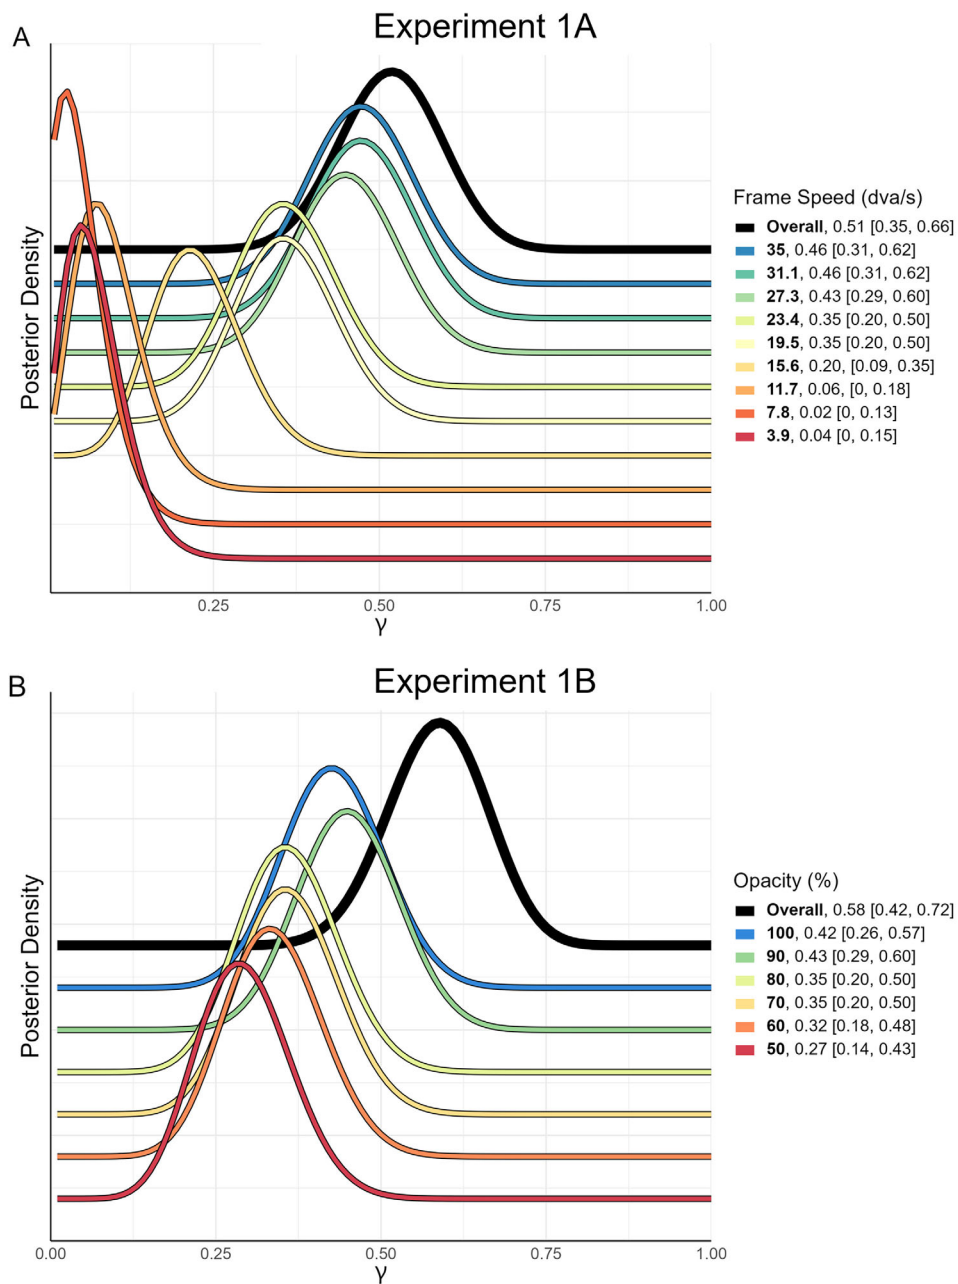 A
Experiment 1A
Posterior Density
Frame Speed (dva/s)
Overall, 0.51 [0.35, 0.66]
35, 0.46 [0.31, 0.62]
31.1, 0.46 [0.31, 0.62]
27.3, 0.43 [0.29, 0.60]
23.4, 0.35 [0.20, 0.50]
19.5, 0.35 [0.20, 0.50]
15.6, 0.20, [0.09, 0.35]
11.7, 0.06, [0, 0.18]
7.8, 0.02 [0, 0.13]
3.9, 0.04 [0, 0.15]
0.25 0.50 0.75 1.00
γ
B
Experiment 1B
Posterior Density
Opacity (%)
Overall, 0.58 [0.42, 0.72]
100, 0.42 [0.26, 0.57]
90, 0.43 [0.29, 0.60]
80, 0.35 [0.20, 0.50]
70, 0.35 [0.20, 0.50]
60, 0.32 [0.18, 0.48]
50, 0.27 [0.14, 0.43]
0.00 0.25 0.50 0.75 1.00
γ